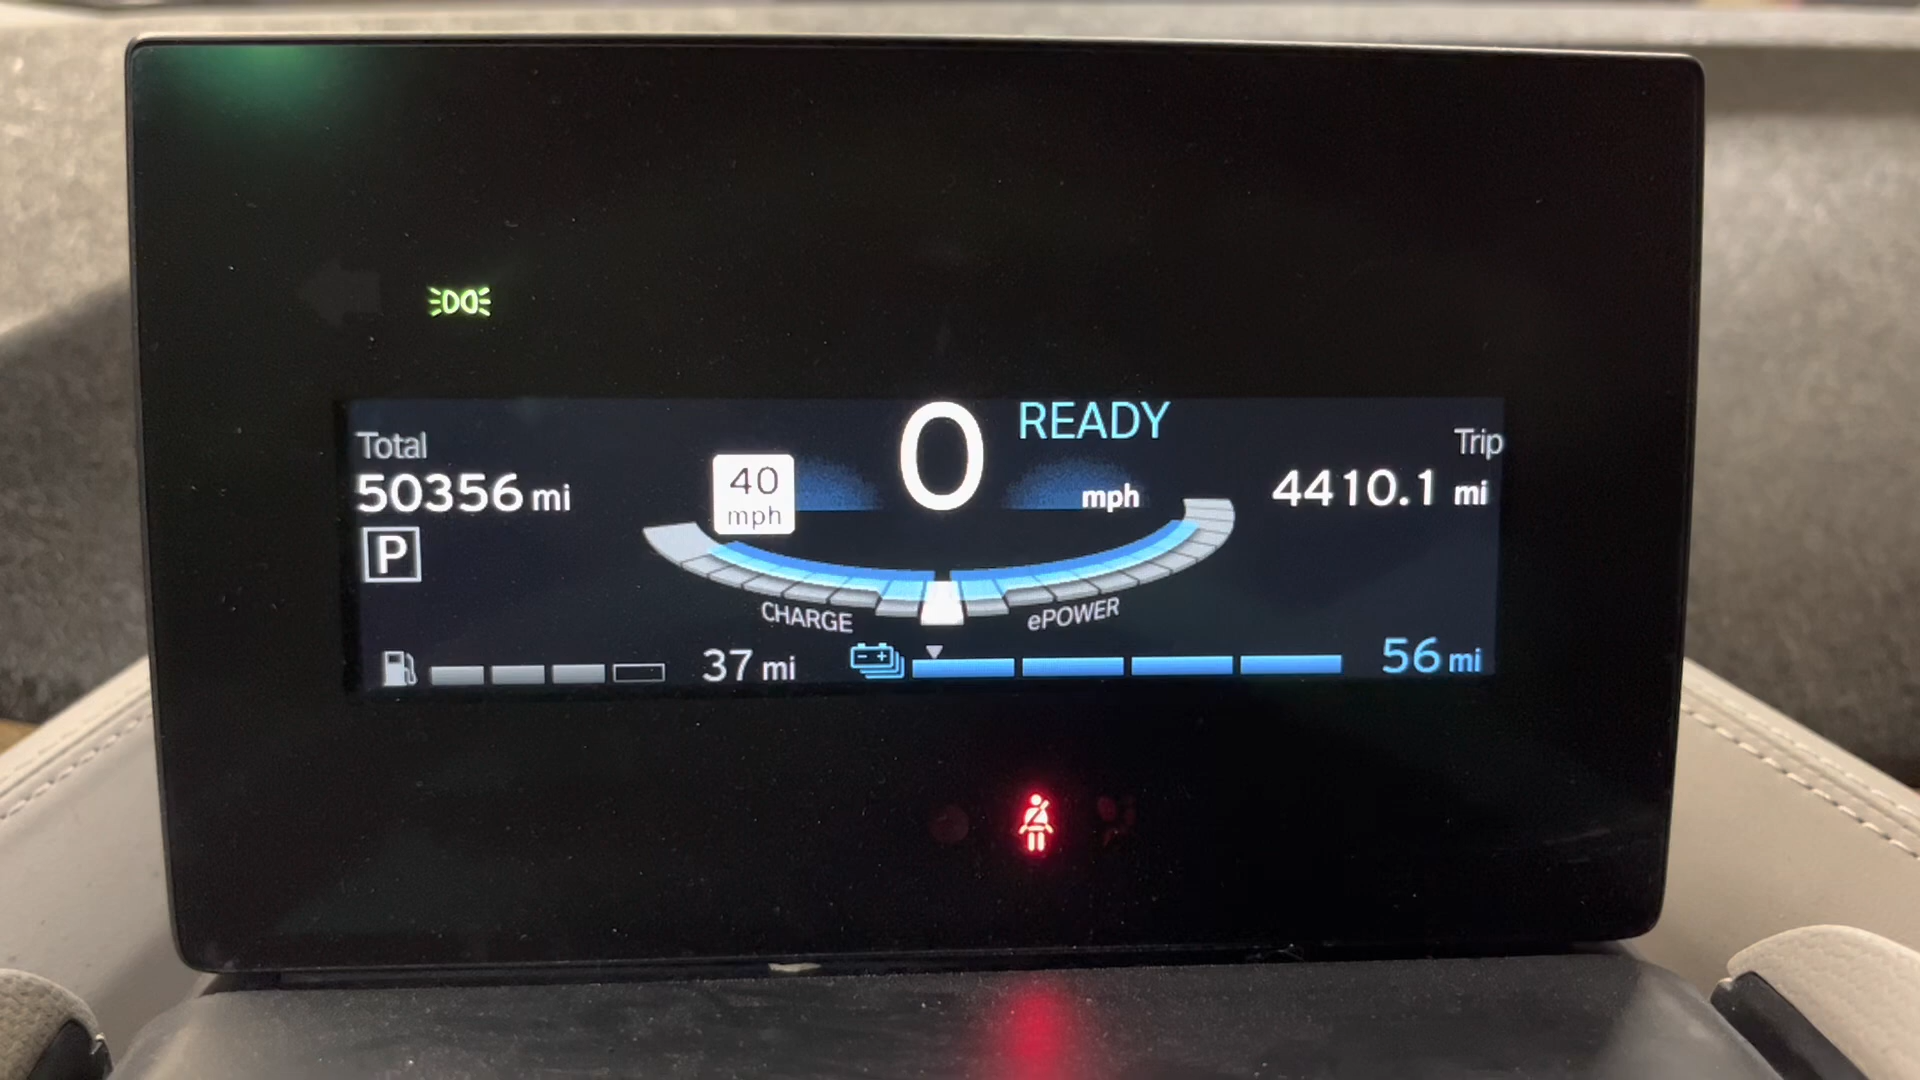 0 READY
Total
Trip
50356 mi
40
mph
mph
4410.1 mi
P
CHARGE
ePOWER
37 mi
56 mi